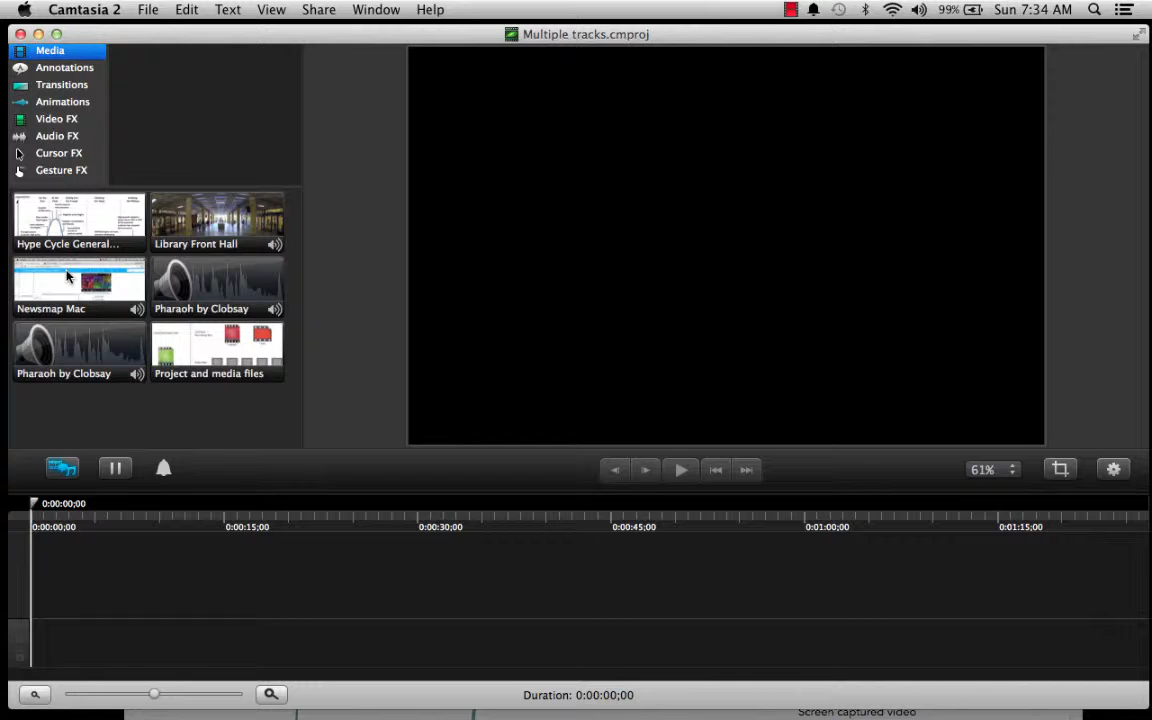 Camtasia 2 File Edit Text View Share Window Help 99% Sun 7:34 AM
Multiple tracks.cmproj
Media
Annotations
Transitions
Animations
Video FX
Audio FX
Cursor FX
Gesture FX
Hype Cycle General...
Library Front Hall
Newsmap Mac
Pharaoh by Clobsay
Pharaoh by Clobsay
Project and media files
61%
0:00:00;00
0:00:00;00 0:00:15;00 0:00:30;00 0:00:45;00 0:01:00;00 0:01:15;00
Duration: 0:00:00;00
Screen captured video